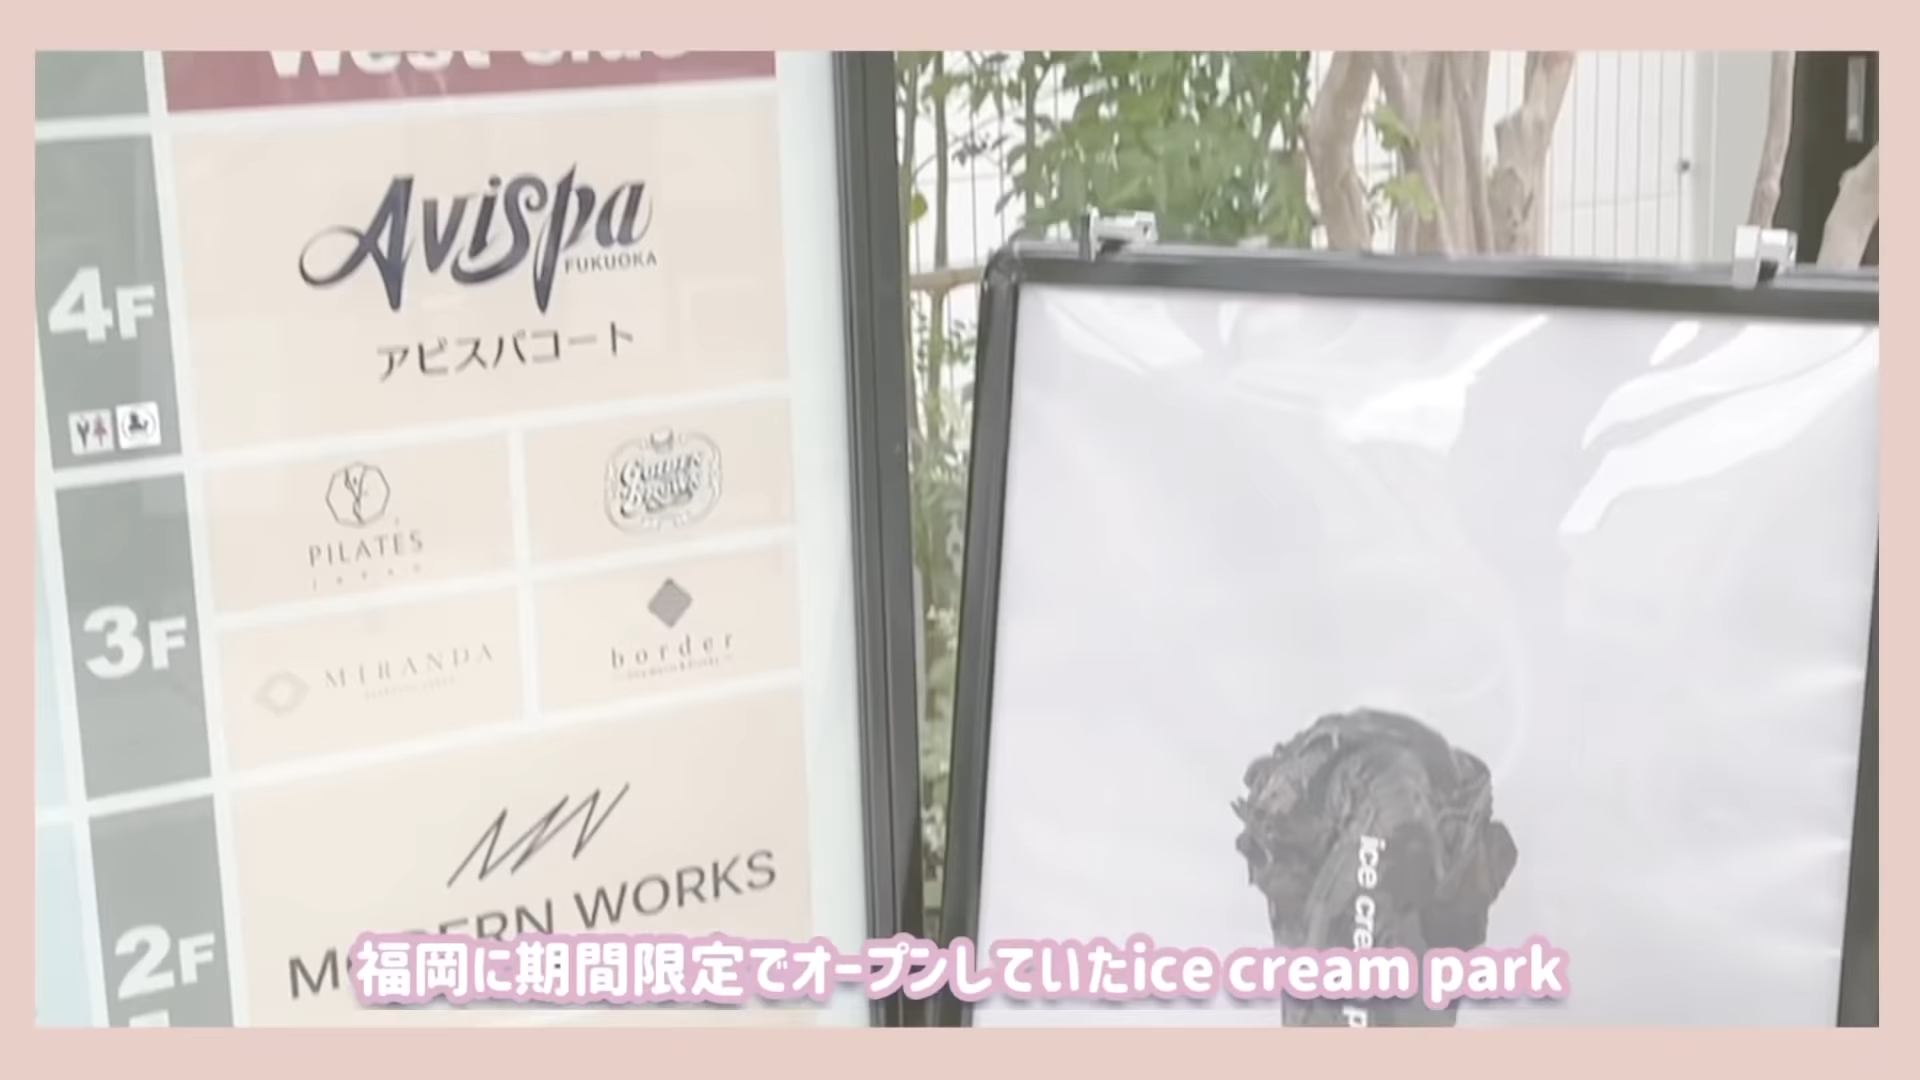 West Side
4F
Avispa
FUKUOKA
アビスパコート
3F
PILATES
MIRANDA
border
2F
MODERN WORKS
ice cream p
福岡に期間限定でオープンしていたice cream park